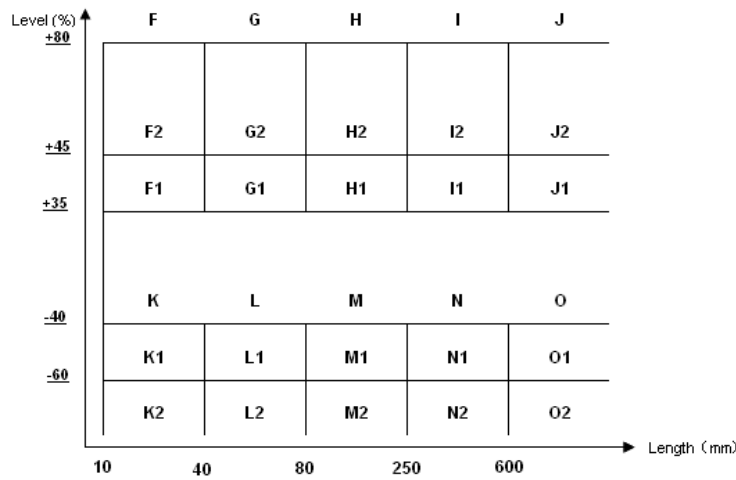 Level (%) F G H I J
+80
F2 G2 H2 I2 J2
+45
F1 G1 H1 I1 J1
+35
K L M N O
-40
K1 L1 M1 N1 O1
-60
K2 L2 M2 N2 O2
Length (mm)
10 40 80 250 600